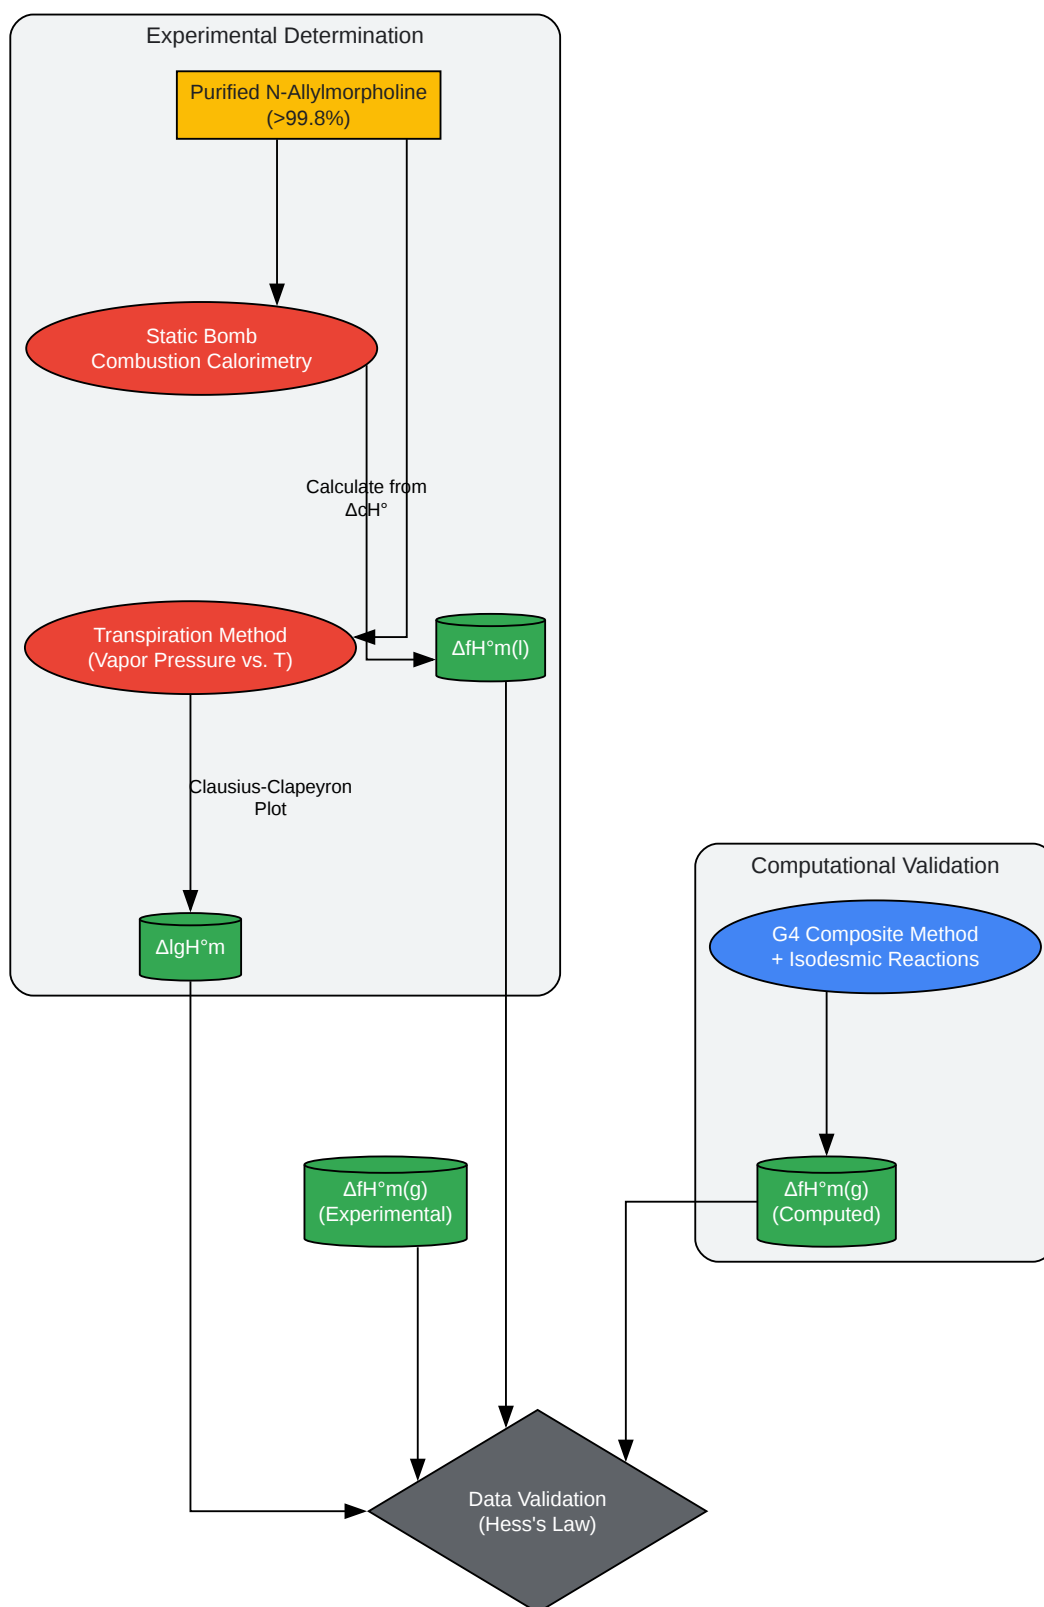 Experimental Determination
Purified N-Allylmorpholine
(>99.8%)
Static Bomb
Combustion Calorimetry
Calculate from
ΔcH°
Transpiration Method
(Vapor Pressure vs. T)
ΔfH°m(l)
Clausius-Clapeyron
Plot
ΔlgH°m
Computational Validation
G4 Composite Method
+ Isodesmic Reactions
ΔfH°m(g)
(Experimental)
ΔfH°m(g)
(Computed)
Data Validation
(Hess's Law)